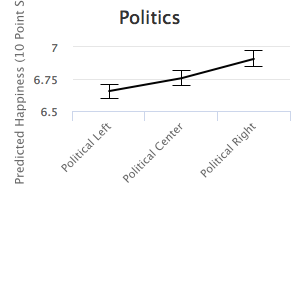 Politics
Predicted Happiness (10 Point S
7
6.75
6.5
Political Left
Political Center
Political Right